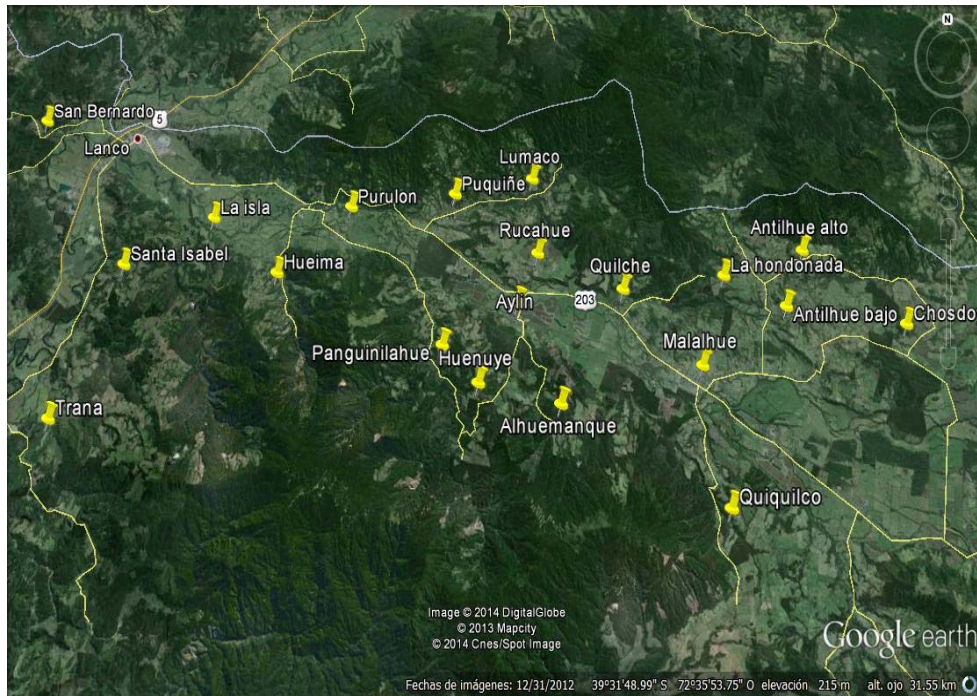 N
San Bernardo
5
Lanco
Lumaco
Puquiñe
Purulon
La isla
Rucahue
Antilhue alto
Santa Isabel
Hueima
Quilche
La hondonada
Aylin
203
Antilhue bajo
Chosdo
Panguinilahue
Huenuye
Malalhue
Trana
Alhuemanque
Quiquilco
Image © 2014 DigitalGlobe
© 2013 Mapcity
© 2014 Cnes/Spot Image
Google earth
Fechas de imágenes: 12/31/2012 39°31'48.99" S 72°35'53.75" O elevación 215 m alt. ojo 31.55 km